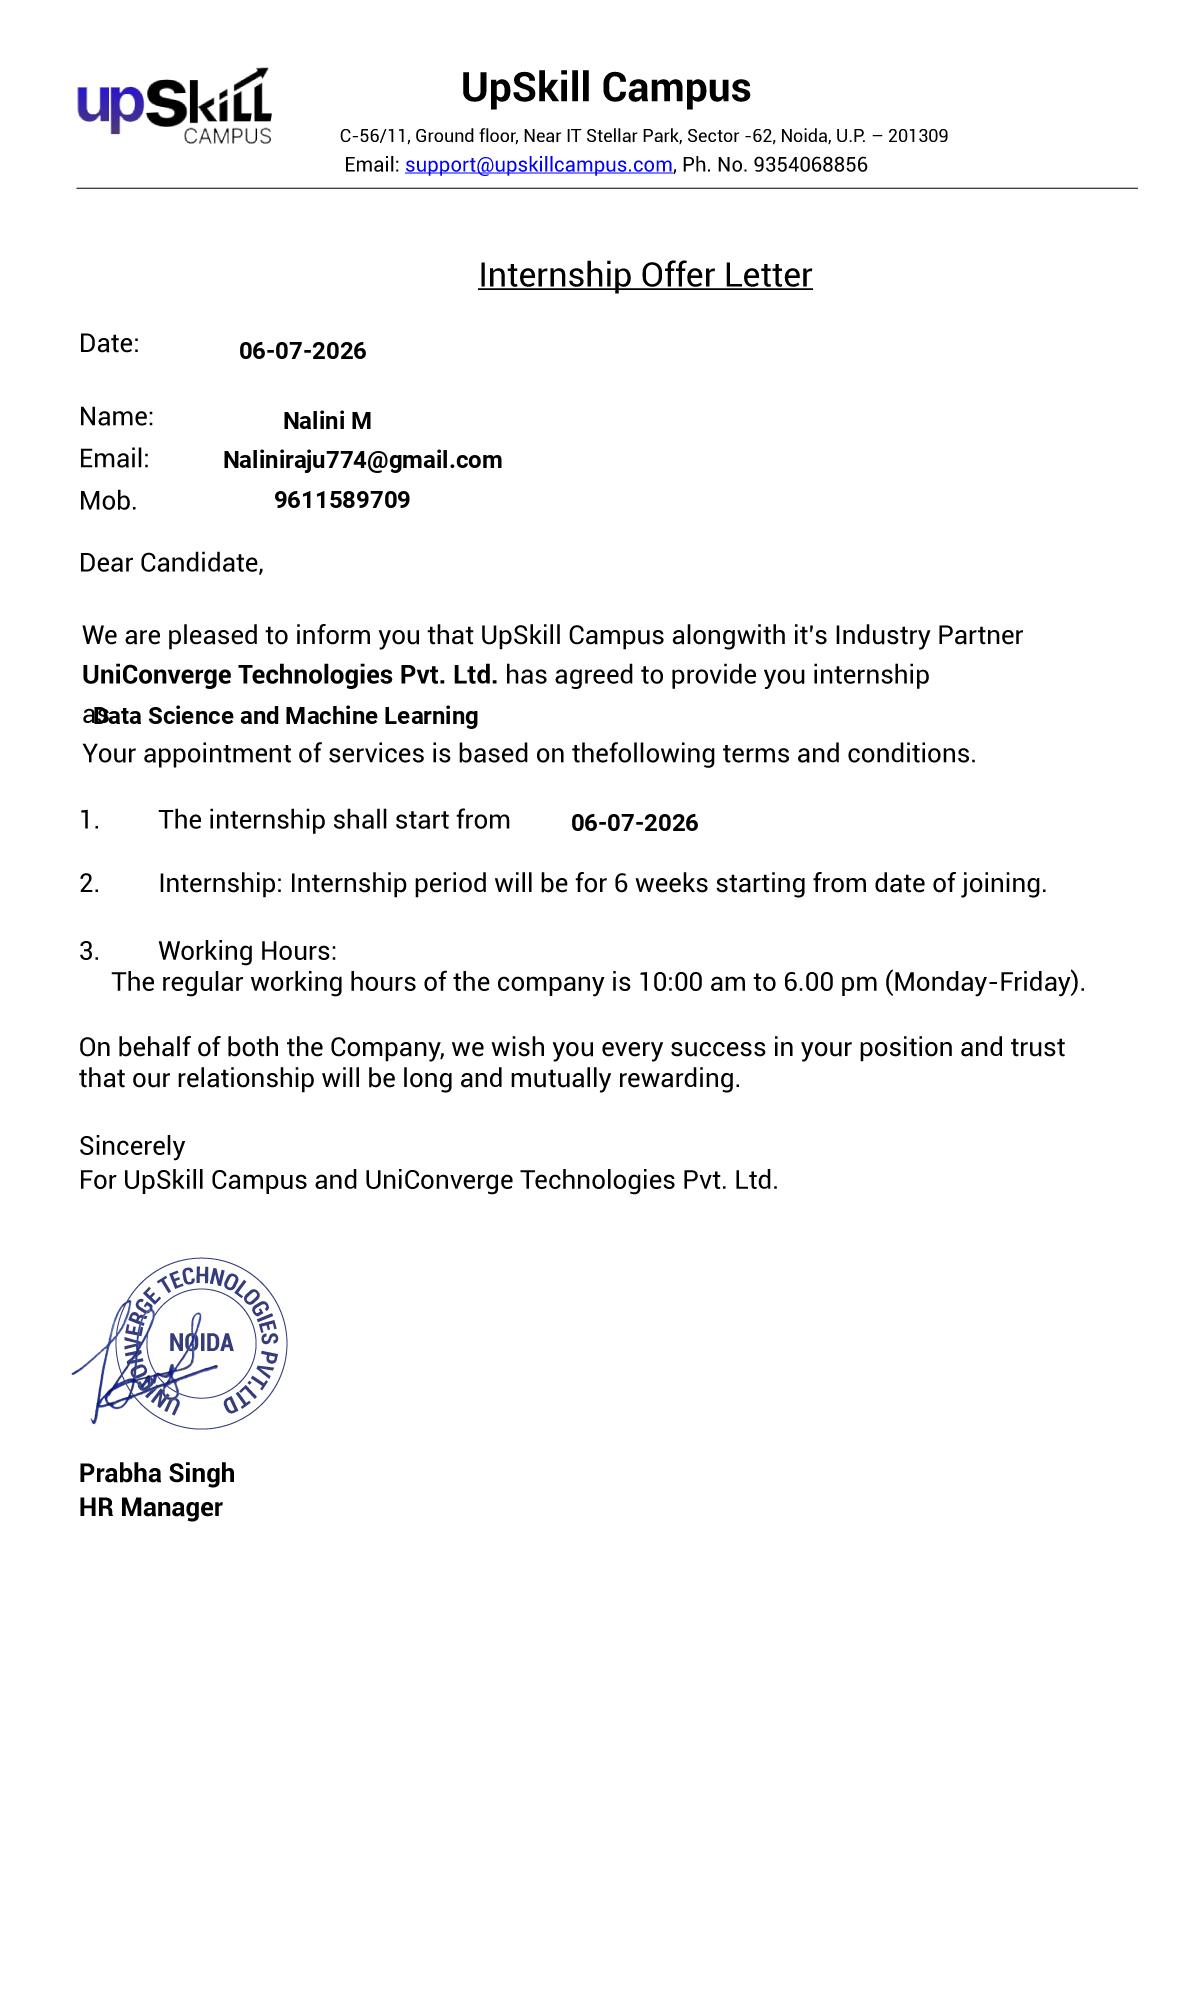 upSkill
CAMPUS
UpSkill Campus
C-56/11, Ground floor, Near IT Stellar Park, Sector -62, Noida, U.P. – 201309
Email: support@upskillcampus.com, Ph. No. 9354068856
Internship Offer Letter
Date: 06-07-2026
Name: Nalini M
Email: Naliniraju774@gmail.com
Mob. 9611589709
Dear Candidate,
We are pleased to inform you that UpSkill Campus alongwith it's Industry Partner
UniConverge Technologies Pvt. Ltd. has agreed to provide you internship
as Data Science and Machine Learning
Your appointment of services is based on thefollowing terms and conditions.
1. The internship shall start from 06-07-2026
2. Internship: Internship period will be for 6 weeks starting from date of joining.
3. Working Hours:
The regular working hours of the company is 10:00 am to 6.00 pm (Monday-Friday).
On behalf of both the Company, we wish you every success in your position and trust
that our relationship will be long and mutually rewarding.
Sincerely
For UpSkill Campus and UniConverge Technologies Pvt. Ltd.
UNICONVERGE TECHNOLOGIES PVT.LTD
NOIDA
Prabha Singh
HR Manager